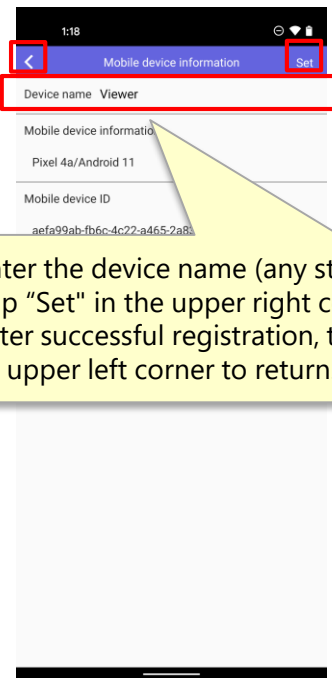 1:18
Mobile device information
Set
Device name Viewer
Mobile device informatio
Pixel 4a/Android 11
Mobile device ID
aefa99ab-fb6c-4c22-a465-2a8
ter the device name (any st
p “Set" in the upper right c
ter successful registration, t
upper left corner to return